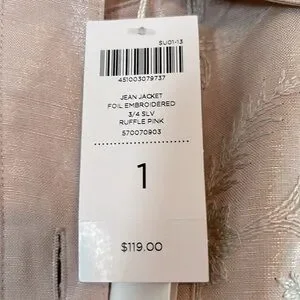 SU01-13
451003079737
JEAN JACKET
FOIL EMBROIDERED
3/4 SLV
RUFFLE PINK
570070903
1
$119.00